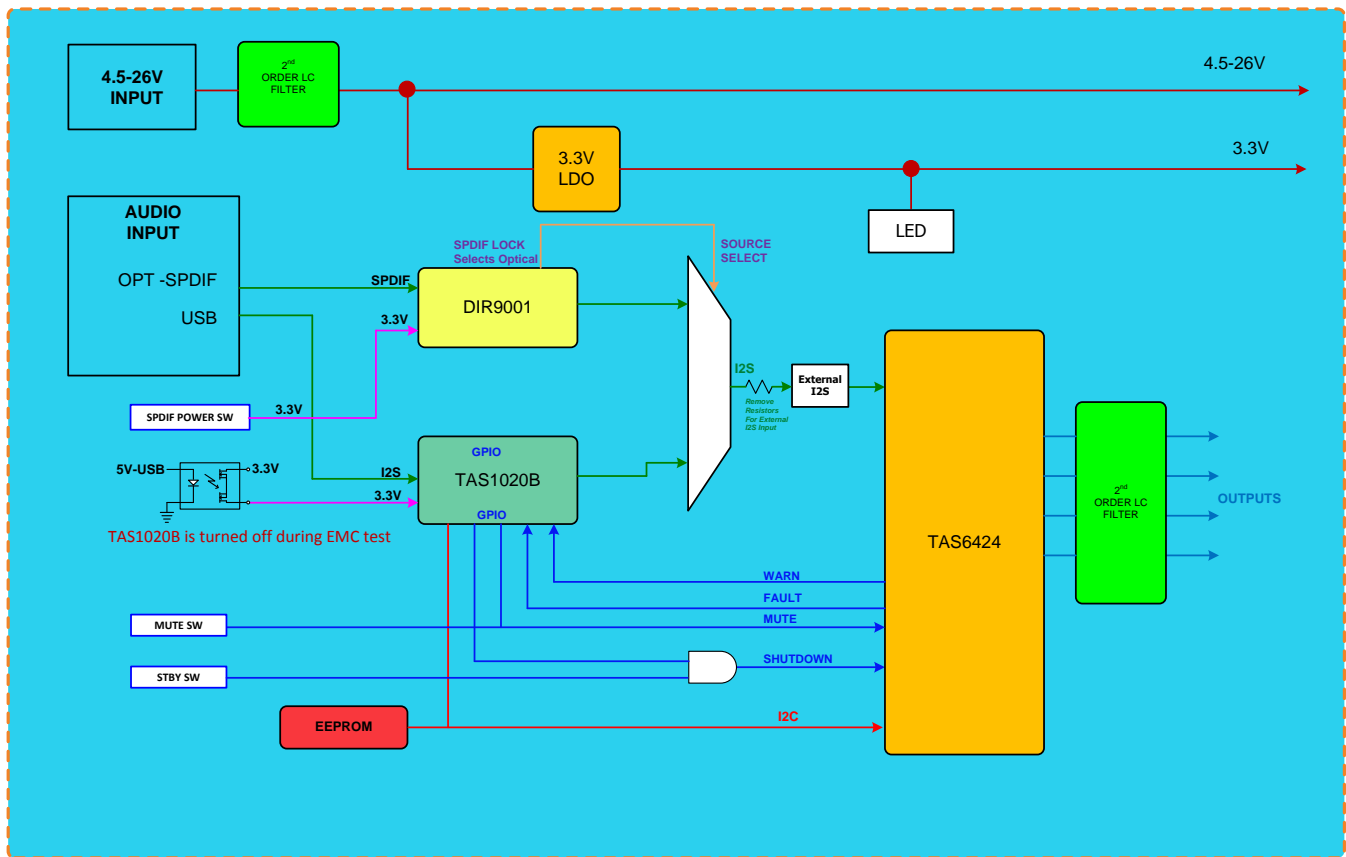 4.5-26V
INPUT
2nd
ORDER LC
FILTER
4.5-26V
3.3V
LDO
3.3V
LED
AUDIO
INPUT
OPT -SPDIF
USB
SPDIF LOCK
Selects Optical
SOURCE
SELECT
SPDIF
DIR9001
3.3V
SPDIF POWER SW
3.3V
I2S
Remove
Resistors
For External
I2S Input
External
I2S
5V-USB
3.3V
I2S
3.3V
GPIO
TAS1020B
GPIO
TAS1020B is turned off during EMC test
TAS6424
2nd
ORDER LC
FILTER
OUTPUTS
WARN
FAULT
MUTE SW
MUTE
STBY SW
SHUTDOWN
EEPROM
I2C